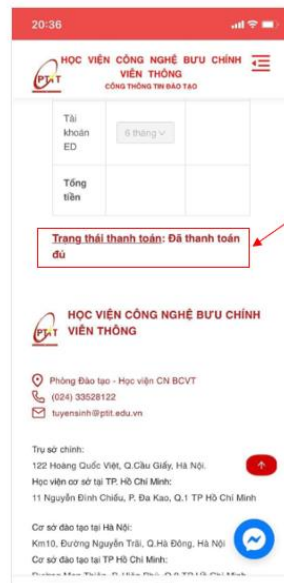 20:36
HỌC VIỆN CÔNG NGHỆ BƯU CHÍNH
VIỄN THÔNG
CỔNG THÔNG TIN ĐÀO TẠO
PTIT
Tài
khoản
ED
6 tháng
Tổng
tiền
Trạng thái thanh toán: Đã thanh toán
đủ
HỌC VIỆN CÔNG NGHỆ BƯU CHÍNH
VIỄN THÔNG
PTIT
Phòng Đào tạo - Học viện CN BCVT
(024) 33528122
tuyensinh@ptit.edu.vn
Trụ sở chính:
122 Hoàng Quốc Việt, Q.Cầu Giấy, Hà Nội.
Học viện cơ sở tại TP. Hồ Chí Minh:
11 Nguyễn Đình Chiểu, P. Đa Kao, Q.1 TP Hồ Chí Minh
Cơ sở đào tạo tại Hà Nội:
Km10, Đường Nguyễn Trãi, Q.Hà Đông, Hà Nội
Cơ sở đào tạo tại TP Hồ Chí Minh: